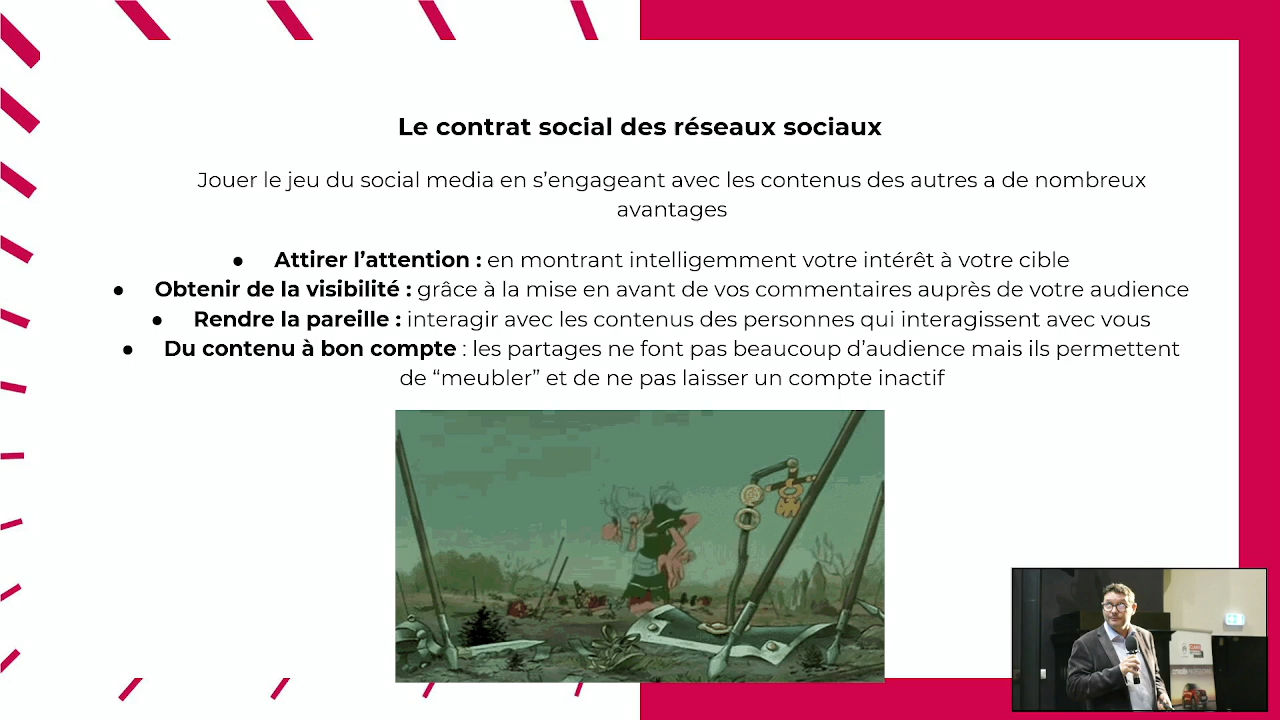 Le contrat social des réseaux sociaux
Jouer le jeu du social media en s’engageant avec les contenus des autres a de nombreux
avantages
● Attirer l’attention : en montrant intelligemment votre intérêt à votre cible
● Obtenir de la visibilité : grâce à la mise en avant de vos commentaires auprès de votre audience
● Rendre la pareille : interagir avec les contenus des personnes qui interagissent avec vous
● Du contenu à bon compte : les partages ne font pas beaucoup d’audience mais ils permettent
de “meubler” et de ne pas laisser un compte inactif